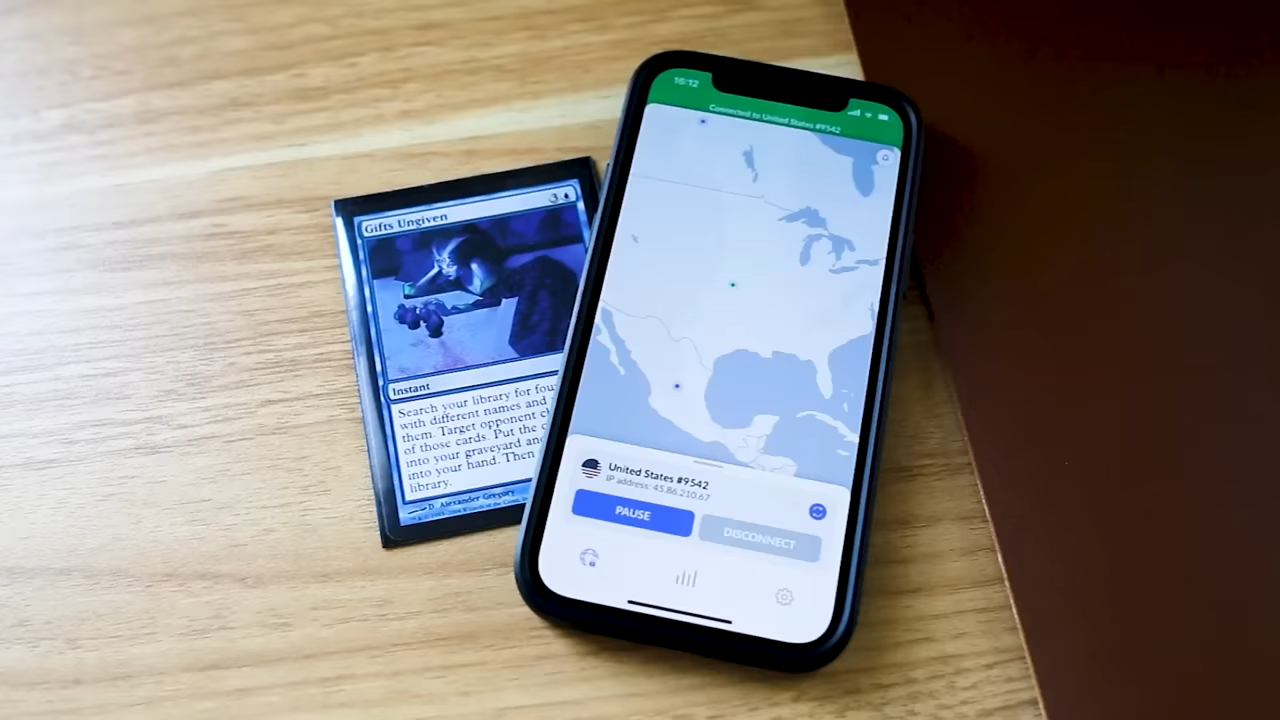 Gifts Ungiven
3
Instant
Search your library for fou
with different names and
them. Target opponent c
of those cards. Put the c
into your graveyard and
into your hand. Then
library.
D. Alexander Gregory
16:12
Connected to United States #9542
United States #9542
IP address: 45.86.210.67
PAUSE
DISCONNECT